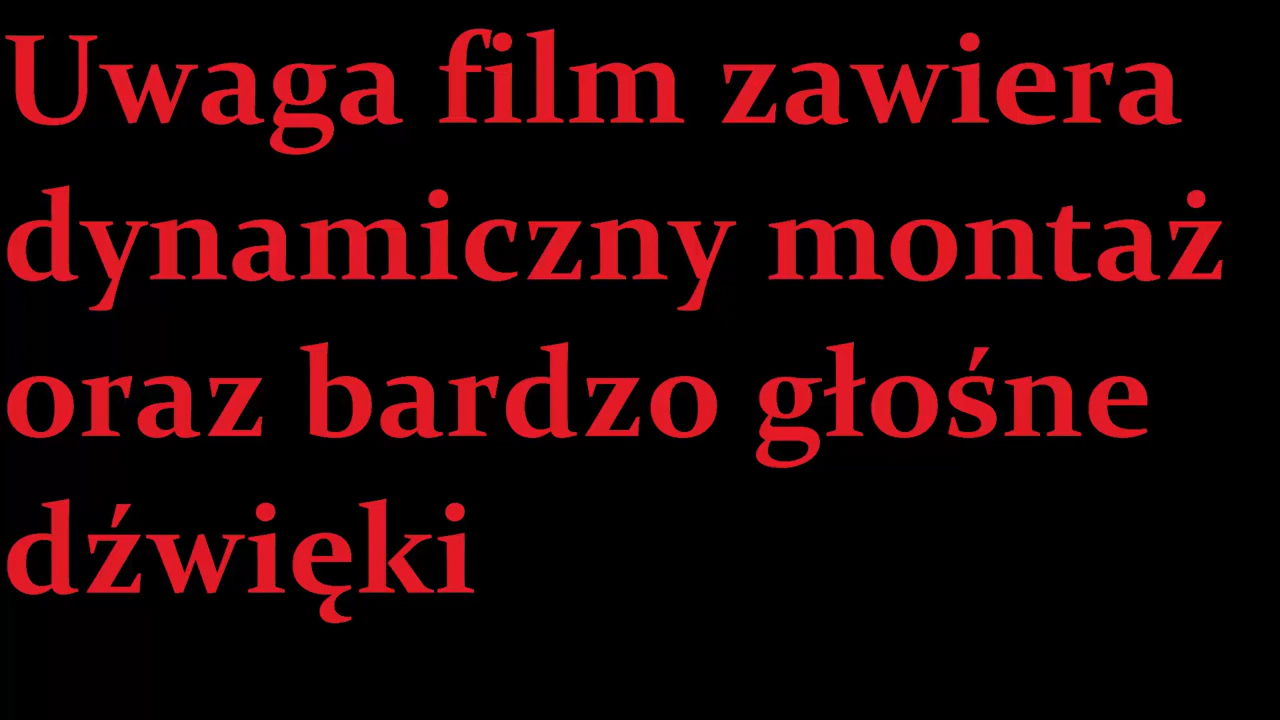 Uwaga film zawiera
dynamiczny montaż
oraz bardzo głośne
dźwięki